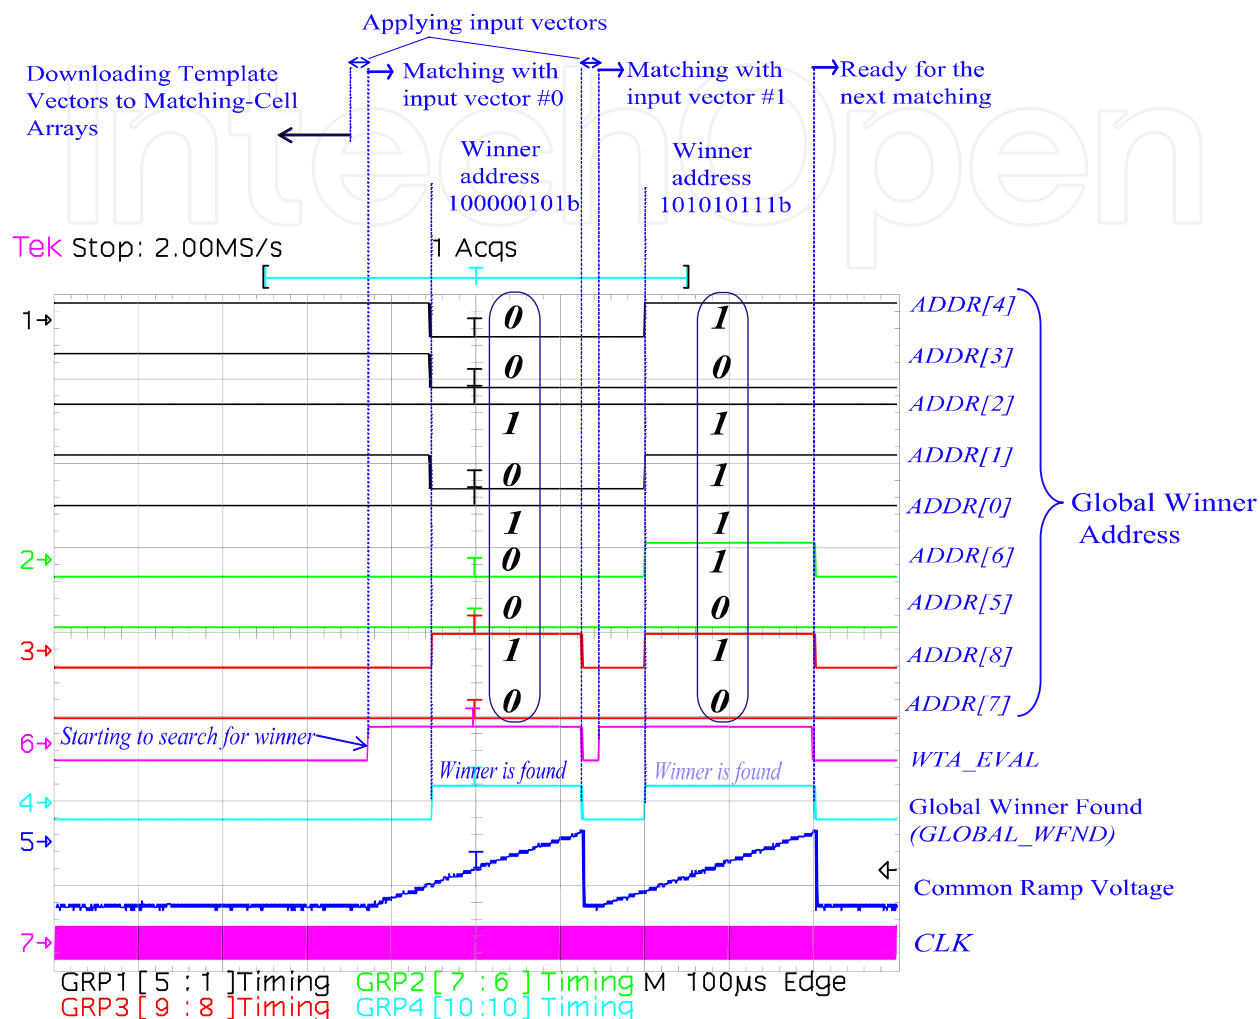 Applying input vectors
Downloading Template
Vectors to Matching-Cell
Arrays
Matching with
input vector #0
Matching with
input vector #1
Ready for the
next matching
Winner
address
100000101b
Winner
address
101010111b
IntechOpen
Tek Stop: 2.00MS/s 1 Acqs
T
1 0 1 ADDR[4]
0 0 ADDR[3]
1 1 ADDR[2]
0 1 ADDR[1]
1 1 ADDR[0]
2 0 1 ADDR[6]
0 0 ADDR[5]
3 1 1 ADDR[8]
0 0 ADDR[7]
Global Winner
Address
6 Starting to search for winner
WTA_EVAL
Winner is found Winner is found
4 Global Winner Found
(GLOBAL_WFND)
5
Common Ramp Voltage
7 CLK
GRP1[5:1]Timing GRP2[7:6]Timing M 100µs Edge
GRP3[9:8]Timing GRP4[10:10]Timing